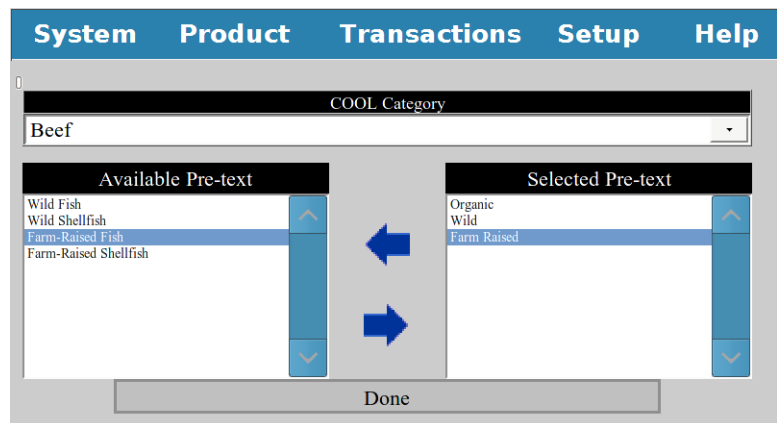 System Product Transactions Setup Help
COOL Category
Beef
Available Pre-text
Wild Fish
Wild Shellfish
Farm-Raised Fish
Farm-Raised Shellfish
Selected Pre-text
Organic
Wild
Farm Raised
Done